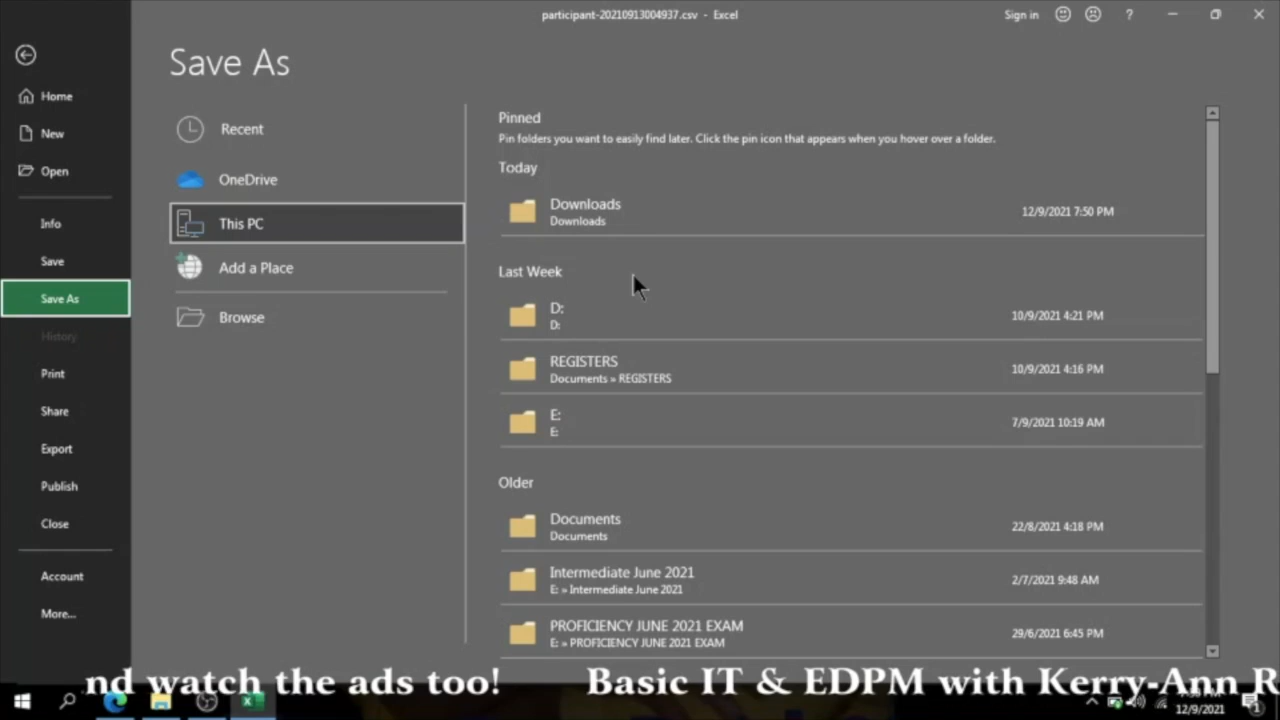 participant-20210913004937.csv - Excel
Sign in
?
Save As
Home
New
Open
Info
Save
Save As
History
Print
Share
Export
Publish
Close
Account
More...
Recent
OneDrive
This PC
Add a Place
Browse
Pinned
Pin folders you want to easily find later. Click the pin icon that appears when you hover over a folder.
Today
Downloads
Downloads
12/9/2021 7:50 PM
Last Week
D:
D:
10/9/2021 4:21 PM
REGISTERS
Documents » REGISTERS
10/9/2021 4:16 PM
E:
E:
7/9/2021 10:19 AM
Older
Documents
Documents
22/8/2021 4:18 PM
Intermediate June 2021
E: » Intermediate June 2021
2/7/2021 9:48 AM
PROFICIENCY JUNE 2021 EXAM
E: » PROFICIENCY JUNE 2021 EXAM
29/6/2021 6:45 PM
nd watch the ads too! Basic IT & EDPM with Kerry-Ann R
12/9/2021
1